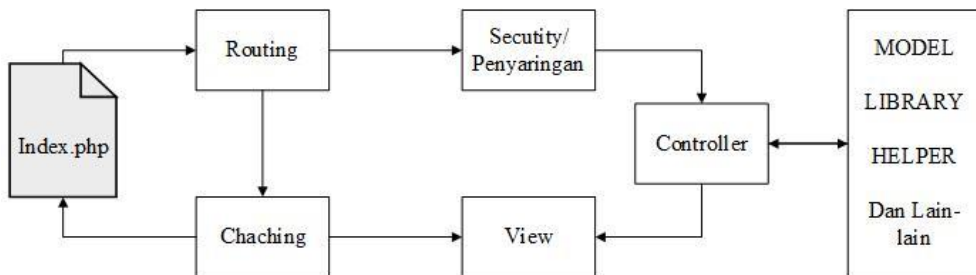 Index.php
Routing
Secutity/
Penyaringan
Controller
MODEL
LIBRARY
HELPER
Dan Lain-
lain
Chaching
View